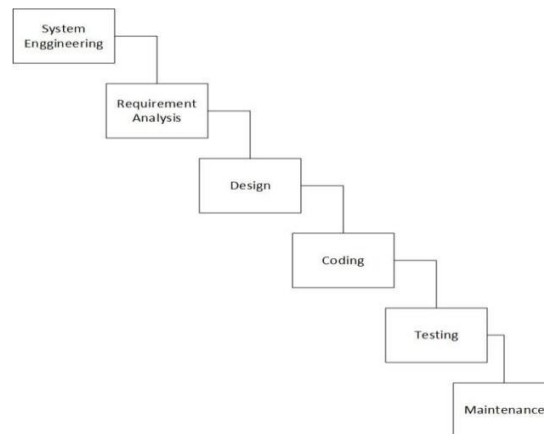 System
Enggineering
Requirement
Analysis
Design
Coding
Testing
Maintenance